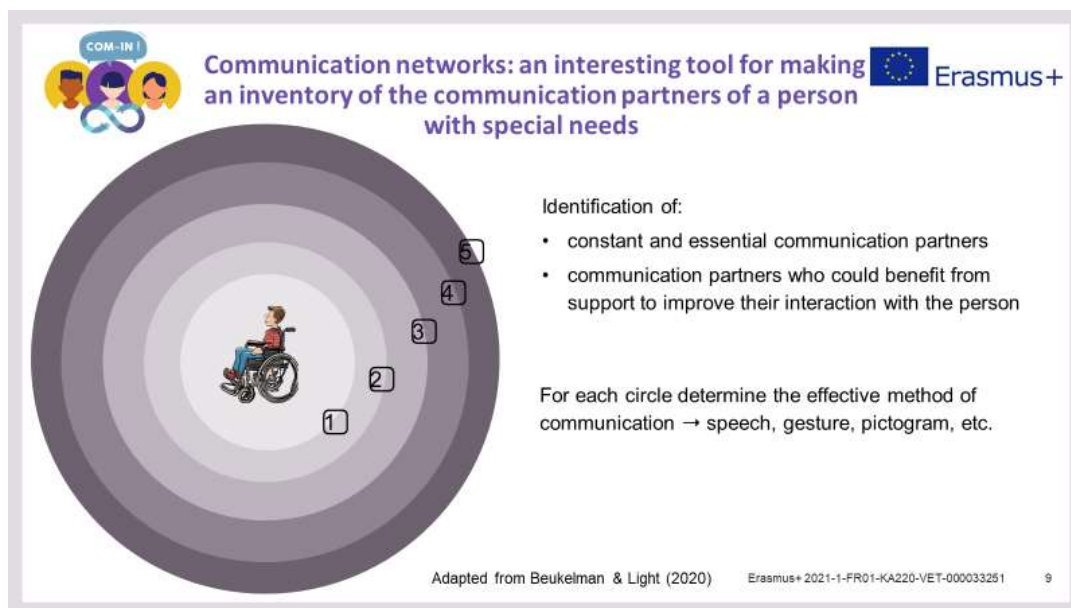 COM-IN !
Communication networks: an interesting tool for making
an inventory of the communication partners of a person
with special needs
Erasmus+
Identification of:
• constant and essential communication partners
• communication partners who could benefit from
support to improve their interaction with the person
5
4
3
2
1
For each circle determine the effective method of
communication → speech, gesture, pictogram, etc.
Adapted from Beukelman & Light (2020)
Erasmus+ 2021-1-FR01-KA220-VET-000033251
9